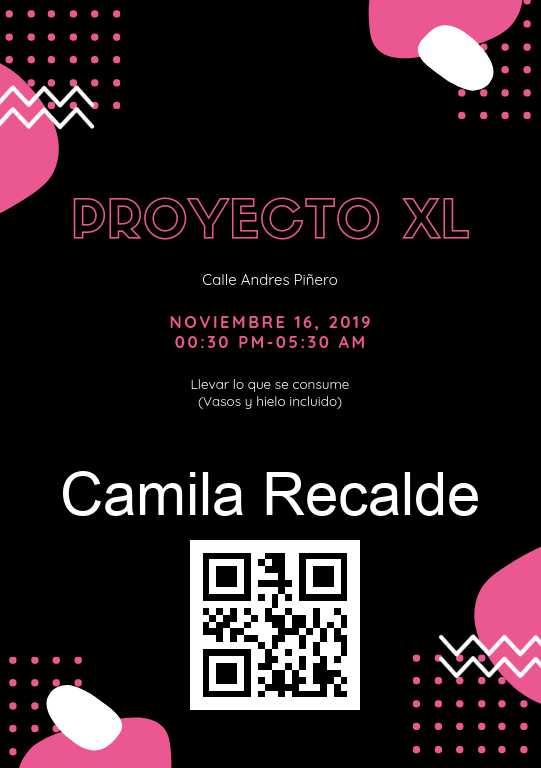 PROYECTO XL
Calle Andres Piñero
NOVIEMBRE 16, 2019
00:30 PM-05:30 AM
Llevar lo que se consume
(Vasos y hielo incluido)
Camila Recalde